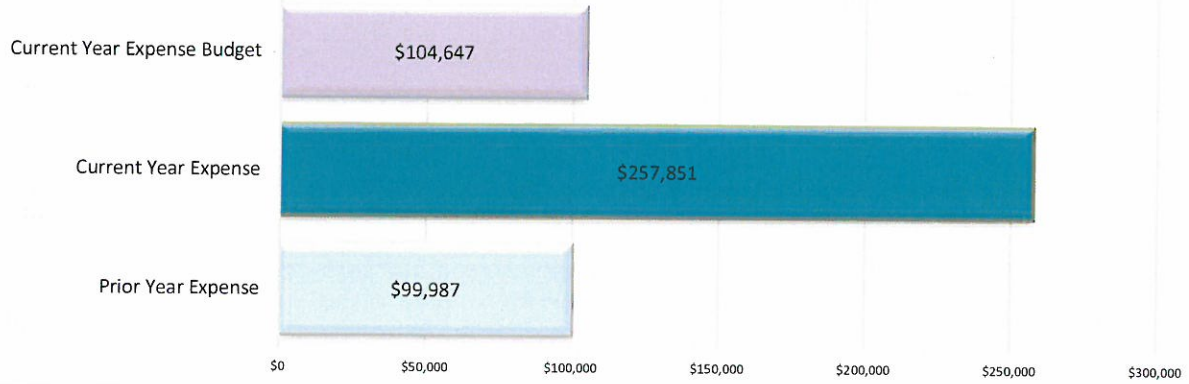 Current Year Expense Budget
$104,647
Current Year Expense
$257,851
Prior Year Expense
$99,987
$0 $50,000 $100,000 $150,000 $200,000 $250,000 $300,000